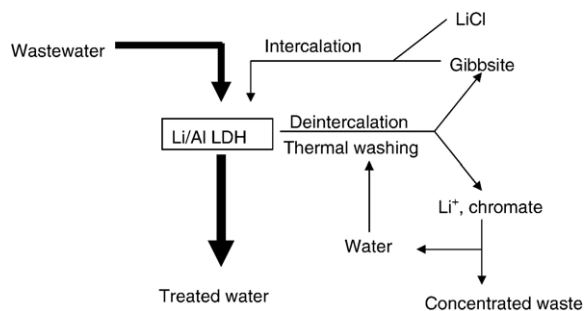 LiCl
Intercalation
Wastewater
Gibbsite
Deintercalation
Li/Al LDH
Thermal washing
Li⁺, chromate
Water
Treated water
Concentrated waste